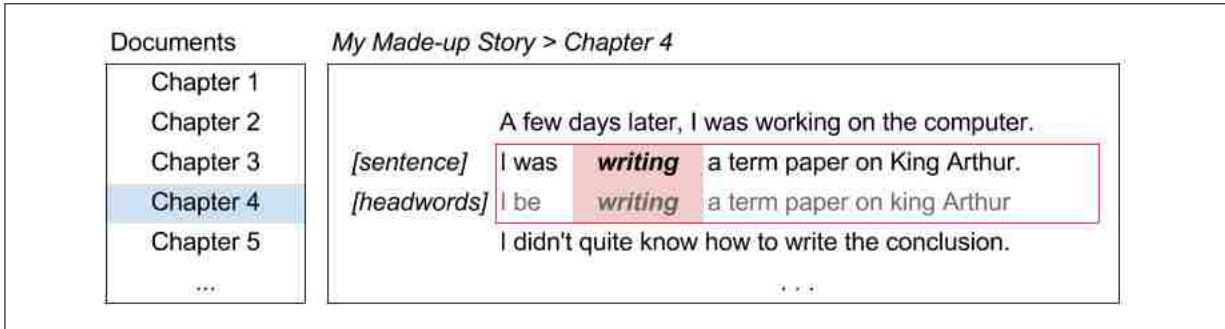 Documents
My Made-up Story > Chapter 4
Chapter 1
Chapter 2
Chapter 3
Chapter 4
Chapter 5
...
A few days later, I was working on the computer.
[sentence] I was writing a term paper on King Arthur.
[headwords] I be writing a term paper on king Arthur
I didn't quite know how to write the conclusion.
. . .